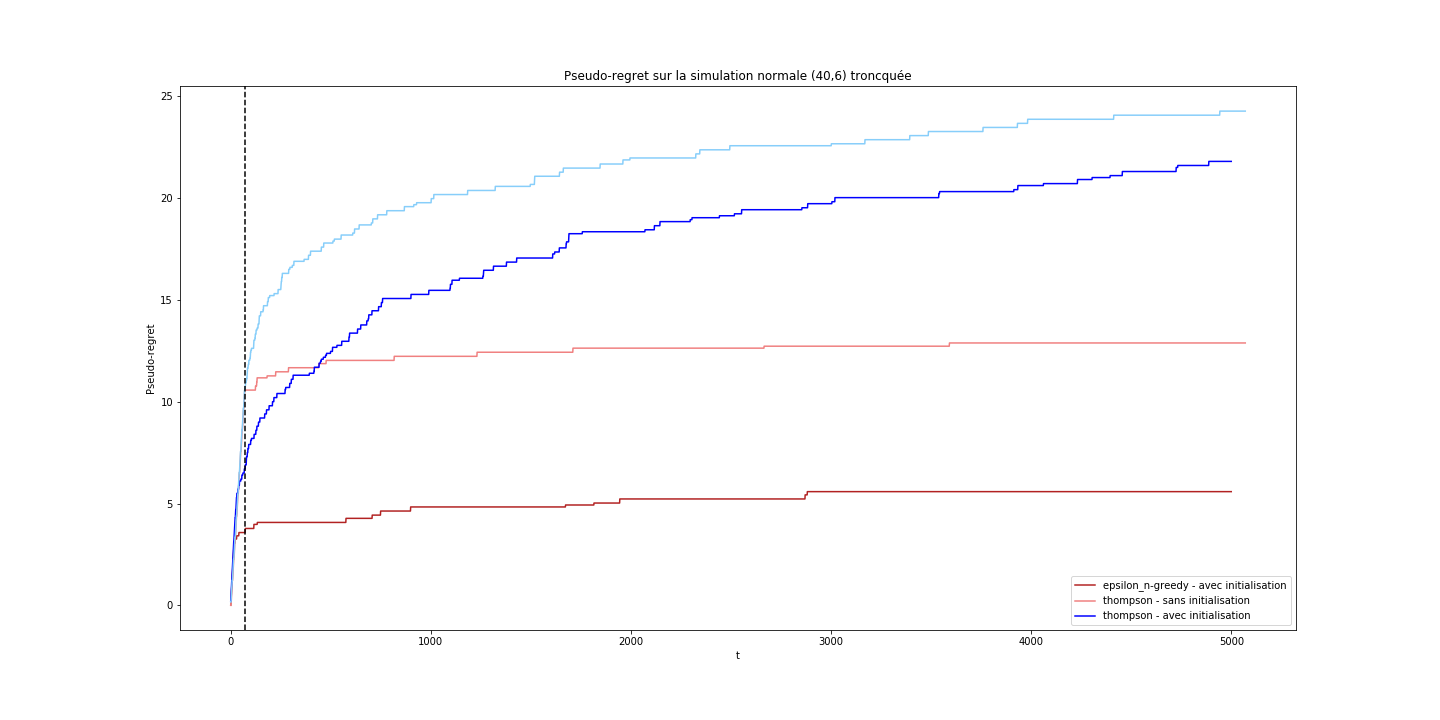 Pseudo-regret sur la simulation normale (40,6) troncquée
25
20
15
10
5
0
Pseudo-regret
0 1000 2000 3000 4000 5000
t
epsilon_n-greedy - avec initialisation
thompson - sans initialisation
thompson - avec initialisation